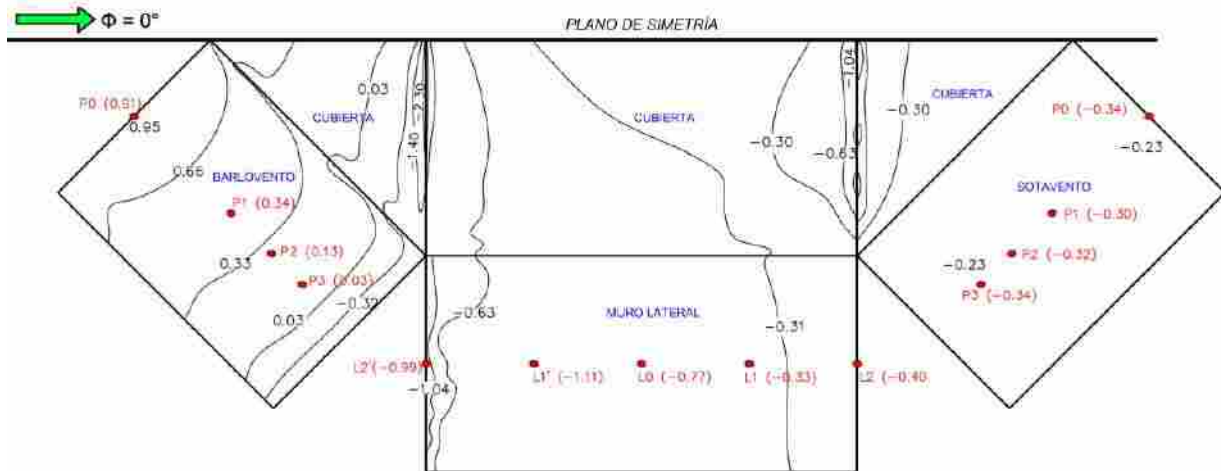 Φ = 0°
PLANO DE SIMETRÍA
P0 (0.91)
0.95
0.66
BARLOVENTO
P1 (0.34)
P2 (0.13)
0.33
P3 (0.03)
0.03
-0.32
CUBIERTA
0.03
-2.30
-1.40
CUBIERTA
-0.63
-0.30
-1.04
-0.63
-0.30
CUBIERTA
MURO LATERAL
-0.31
L2'(-0.99)
-1.04
L1' (-1.11)
L0 (-0.77)
L1 (-0.33)
L2 (-0.40
P0 (-0.34)
-0.23
SOTAVENTO
P1 (-0.30)
P2 (-0.32)
-0.23
P3 (-0.34)